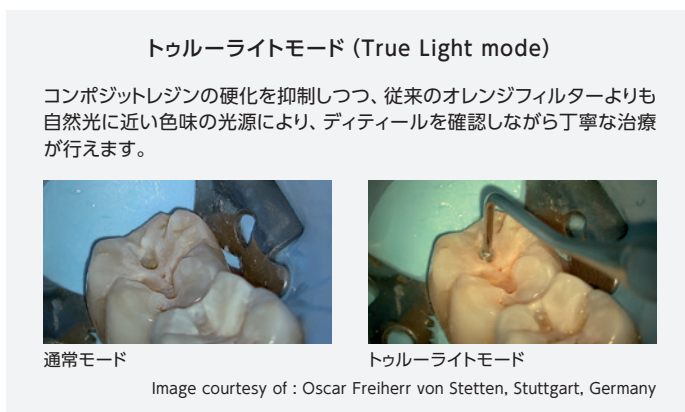 トゥルーライトモード（True Light mode）
コンポジットレジンの硬化を抑制しつつ、従来のオレンジフィルターよりも
自然光に近い色味の光源により、ディティールを確認しながら丁寧な治療
が行えます。
通常モード
トゥルーライトモード
Image courtesy of : Oscar Freiherr von Stetten, Stuttgart, Germany